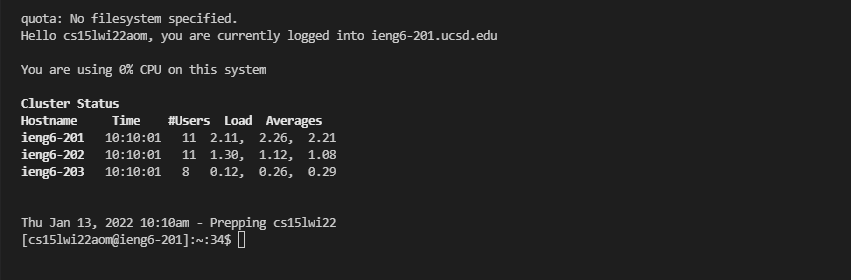 quota: No filesystem specified.
Hello cs15lwi22aom, you are currently logged into ieng6-201.ucsd.edu
You are using 0% CPU on this system
Cluster Status
Hostname     Time    #Users  Load  Averages
ieng6-201   10:10:01   11  2.11,  2.26,  2.21
ieng6-202   10:10:01   11  1.30,  1.12,  1.08
ieng6-203   10:10:01   8   0.12,  0.26,  0.29
Thu Jan 13, 2022 10:10am - Prepping cs15lwi22
[cs15lwi22aom@ieng6-201]:~:34$